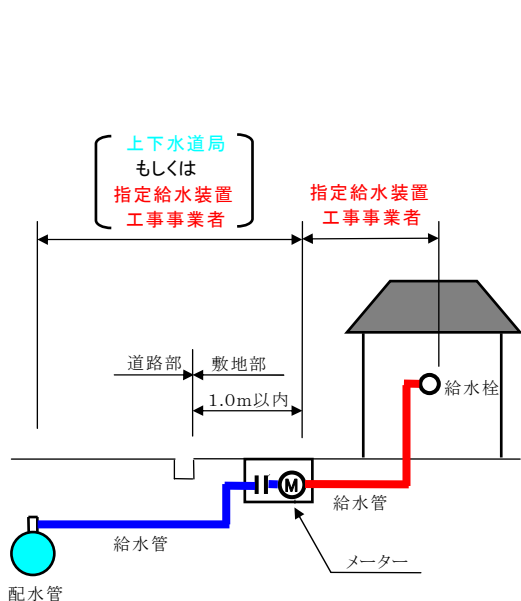 上下水道局
もしくは
指定給水装置
工事事業者
指定給水装置
工事事業者
道路部
敷地部
1.0m以内
給水栓
M
給水管
給水管
メーター
配水管